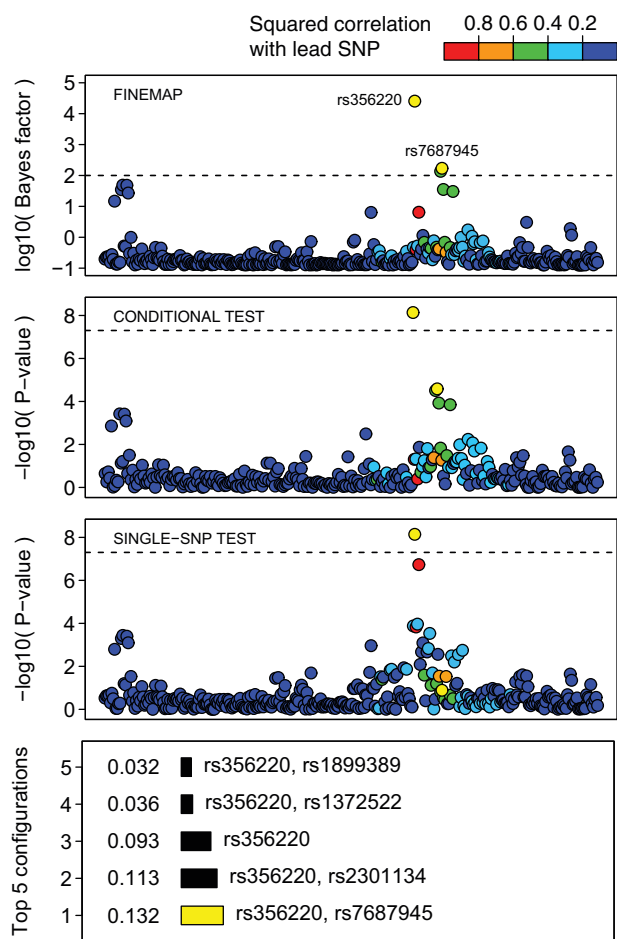 Squared correlation
with lead SNP
0.8 0.6 0.4 0.2
FINEMAP
rs356220
rs7687945
log10( Bayes factor)
5
4
3
2
1
0
−1
CONDITIONAL TEST
−log10( P−value)
8
6
4
2
0
SINGLE−SNP TEST
−log10( P−value)
8
6
4
2
0
Top 5 configurations
5 0.032 rs356220, rs1899389
4 0.036 rs356220, rs1372522
3 0.093 rs356220
2 0.113 rs356220, rs2301134
1 0.132 rs356220, rs7687945